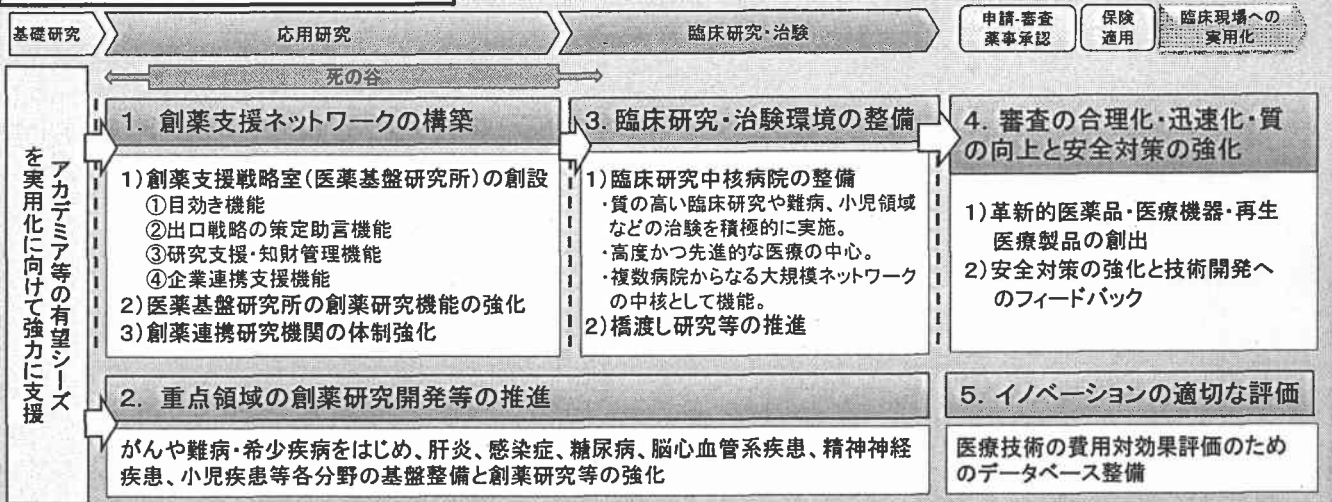 基礎研究
応用研究
臨床研究・治験
申請-審査
薬事承認
保険
適用
臨床現場への
実用化
死の谷
アカデミア等の有望シーズ
を実用化に向けて強力に支援
1. 創薬支援ネットワークの構築
1)創薬支援戦略室(医薬基盤研究所)の創設
①目効き機能
②出口戦略の策定助言機能
③研究支援・知財管理機能
④企業連携支援機能
2)医薬基盤研究所の創薬研究機能の強化
3)創薬連携研究機関の体制強化
3. 臨床研究・治験環境の整備
1)臨床研究中核病院の整備
・質の高い臨床研究や難病、小児領域
などの治験を積極的に実施。
・高度かつ先進的な医療の中心。
・複数病院からなる大規模ネットワーク
の中核として機能。
2)橋渡し研究等の推進
4. 審査の合理化・迅速化・質
の向上と安全対策の強化
1)革新的医薬品・医療機器・再生
医療製品の創出
2)安全対策の強化と技術開発へ
のフィードバック
2. 重点領域の創薬研究開発等の推進
がんや難病・希少疾病をはじめ、肝炎、感染症、糖尿病、脳心血管系疾患、精神神経
疾患、小児疾患等各分野の基盤整備と創薬研究等の強化
5. イノベーションの適切な評価
医療技術の費用対効果評価のため
のデータベース整備